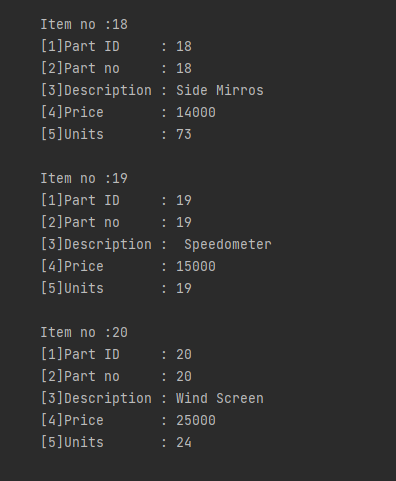 Item no :18
[1]Part ID     : 18
[2]Part no     : 18
[3]Description : Side Mirros
[4]Price       : 14000
[5]Units       : 73
Item no :19
[1]Part ID     : 19
[2]Part no     : 19
[3]Description :  Speedometer
[4]Price       : 15000
[5]Units       : 19
Item no :20
[1]Part ID     : 20
[2]Part no     : 20
[3]Description : Wind Screen
[4]Price       : 25000
[5]Units       : 24